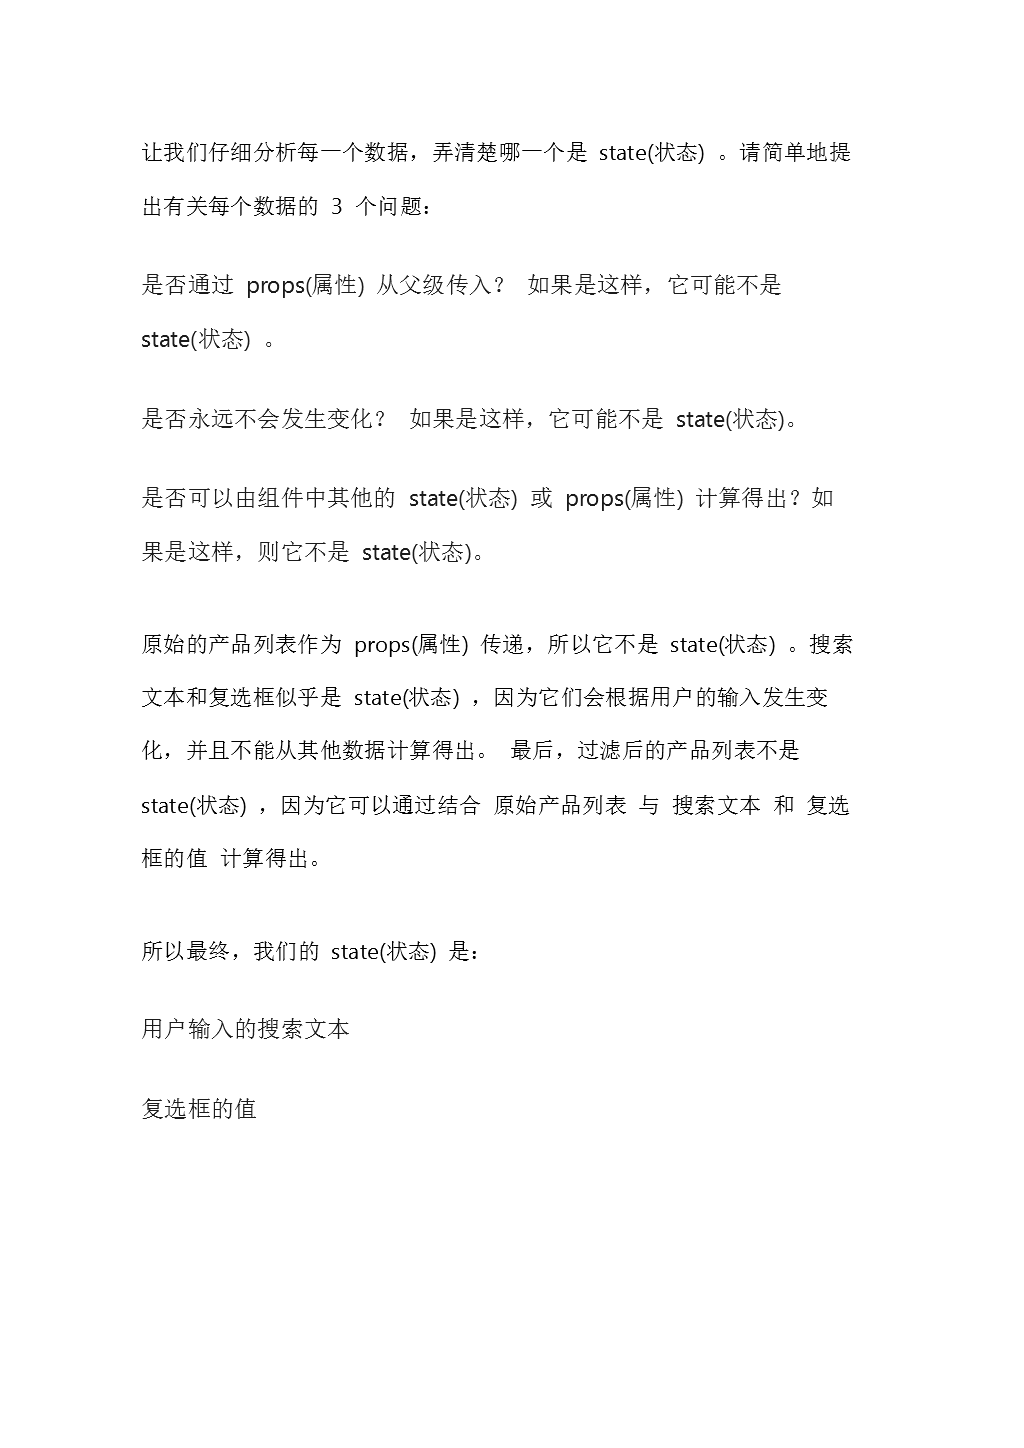 让我们仔细分析每一个数据，弄清楚哪一个是 state(状态) 。请简单地提
出有关每个数据的 3 个问题：
是否通过 props(属性) 从父级传入？ 如果是这样，它可能不是
state(状态) 。
是否永远不会发生变化？ 如果是这样，它可能不是 state(状态)。
是否可以由组件中其他的 state(状态) 或 props(属性) 计算得出？如
果是这样，则它不是 state(状态)。
原始的产品列表作为 props(属性) 传递，所以它不是 state(状态) 。搜索
文本和复选框似乎是 state(状态) ，因为它们会根据用户的输入发生变
化，并且不能从其他数据计算得出。 最后，过滤后的产品列表不是
state(状态) ，因为它可以通过结合 原始产品列表 与 搜索文本 和 复选
框的值 计算得出。
所以最终，我们的 state(状态) 是：
用户输入的搜索文本
复选框的值